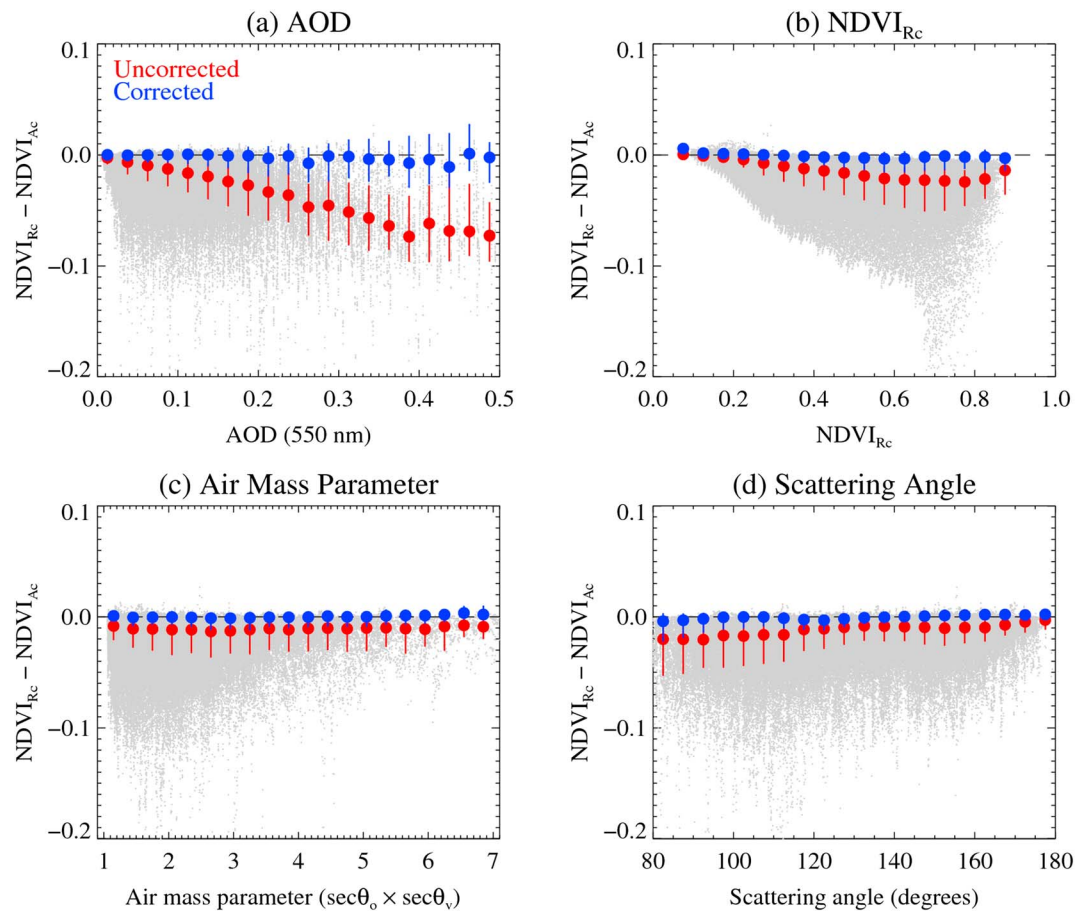 (a) AOD
Uncorrected
Corrected
0.1
0.0
−0.1
−0.2
NDVI_Rc − NDVI_Ac
0.0 0.1 0.2 0.3 0.4 0.5
AOD (550 nm)
(b) NDVI_Rc
0.1
0.0
−0.1
−0.2
NDVI_Rc − NDVI_Ac
0.0 0.2 0.4 0.6 0.8 1.0
NDVI_Rc
(c) Air Mass Parameter
0.1
0.0
−0.1
−0.2
NDVI_Rc − NDVI_Ac
1 2 3 4 5 6 7
Air mass parameter (secθ_o × secθ_v)
(d) Scattering Angle
0.1
0.0
−0.1
−0.2
NDVI_Rc − NDVI_Ac
80 100 120 140 160 180
Scattering angle (degrees)